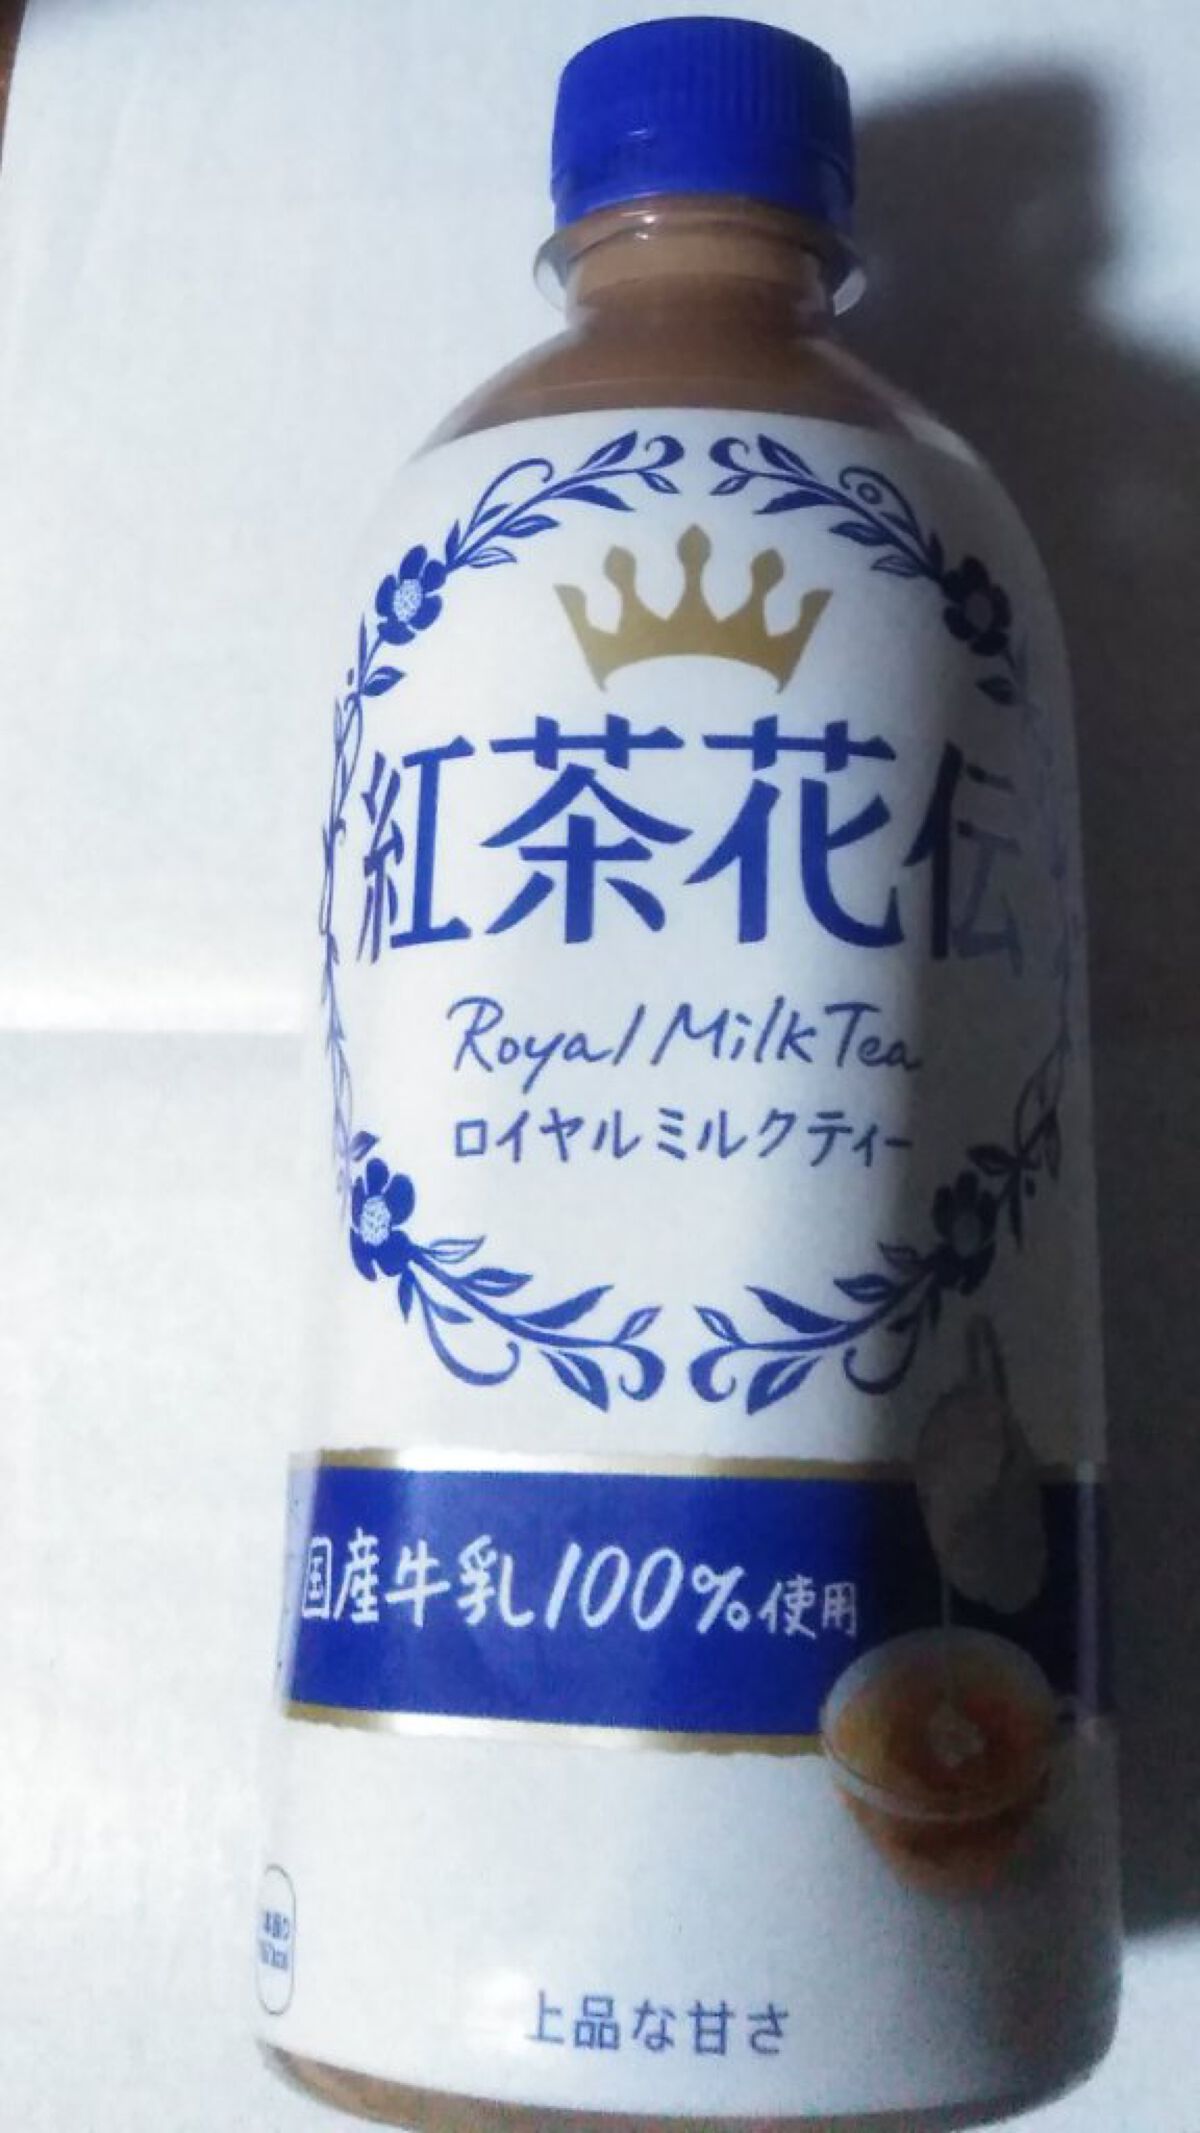 紅茶花伝
Royal Milk Tea
ロイヤルミルクティー
国産牛乳100%使用
上品な甘さ